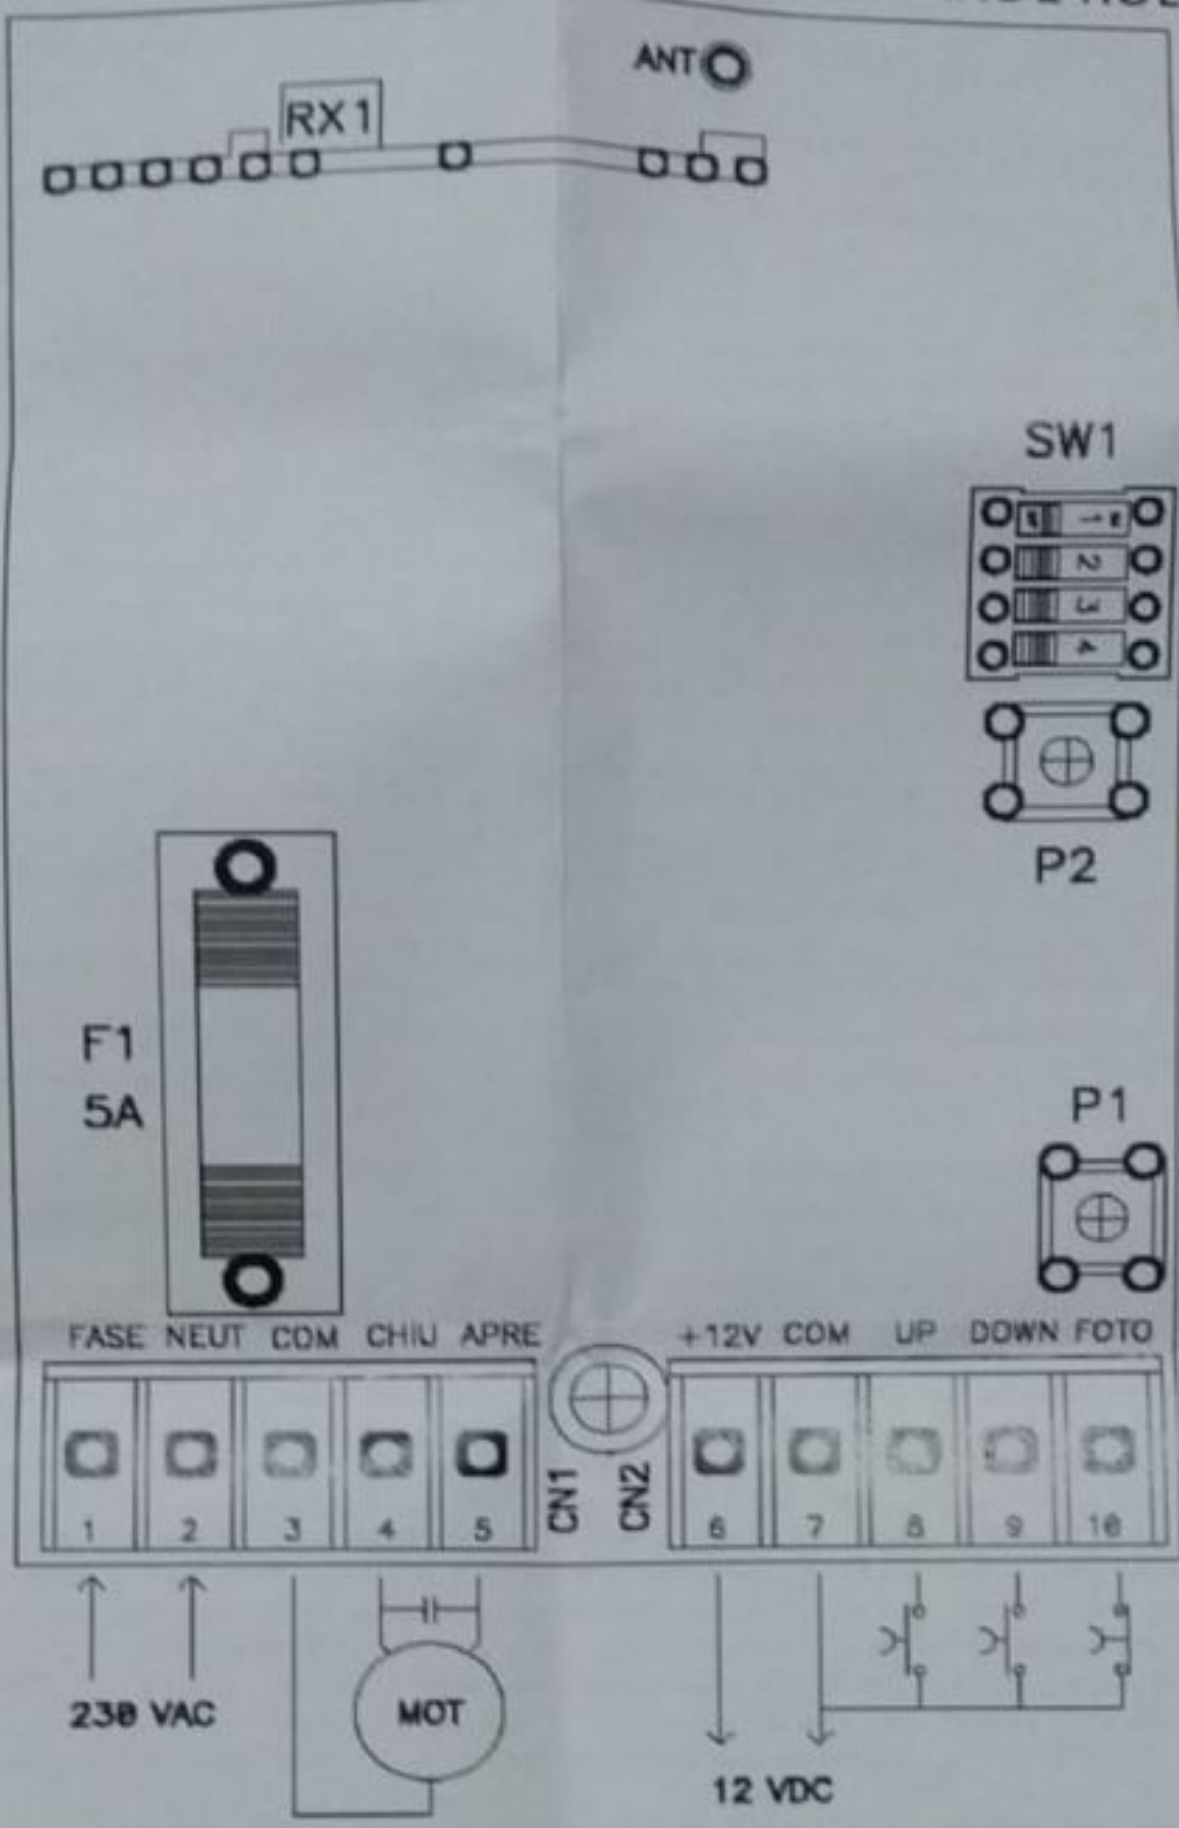 ANT
RX1
SW1
1
2
3
4
P2
F1
5A
P1
FASE NEUT COM CHIU APRE
+12V COM UP DOWN FOTO
CN1
CN2
1 2 3 4 5
6 7 8 9 10
230 VAC
MOT
12 VDC